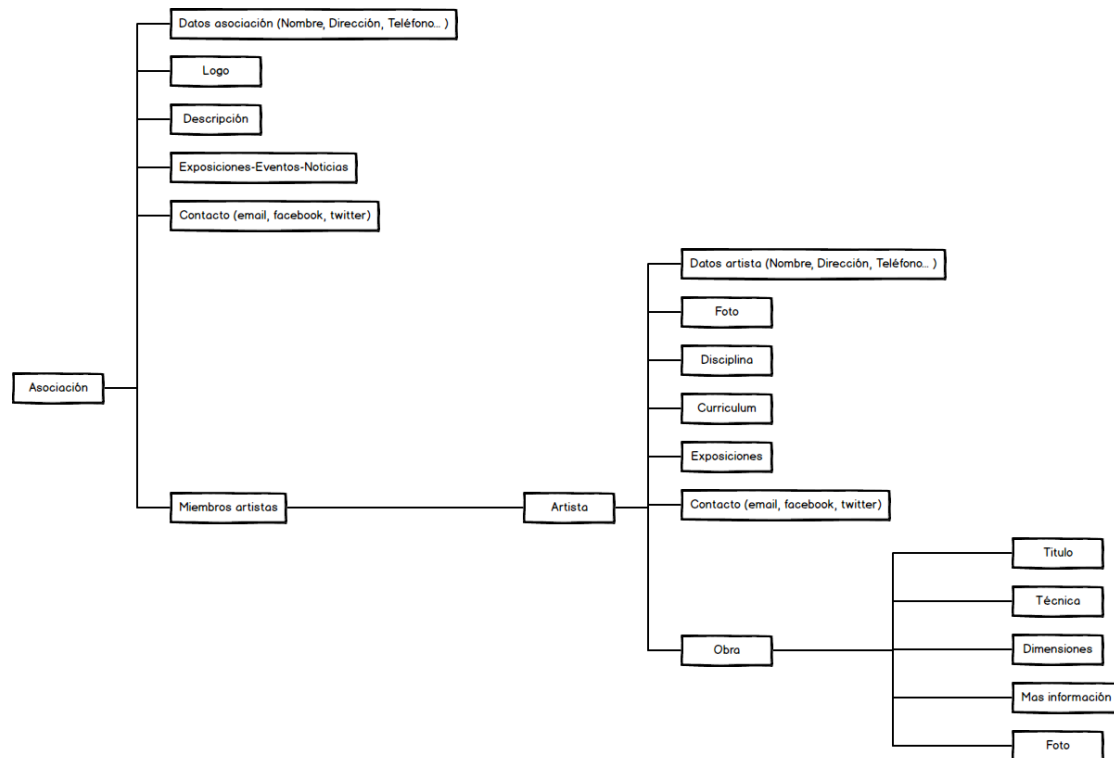 Datos asociación (Nombre, Dirección, Teléfono... )
Logo
Descripción
Exposiciones-Eventos-Noticias
Contacto (email, facebook, twitter)
Asociación
Miembros artistas
Artista
Datos artista (Nombre, Dirección, Teléfono... )
Foto
Disciplina
Curriculum
Exposiciones
Contacto (email, facebook, twitter)
Obra
Titulo
Técnica
Dimensiones
Mas información
Foto